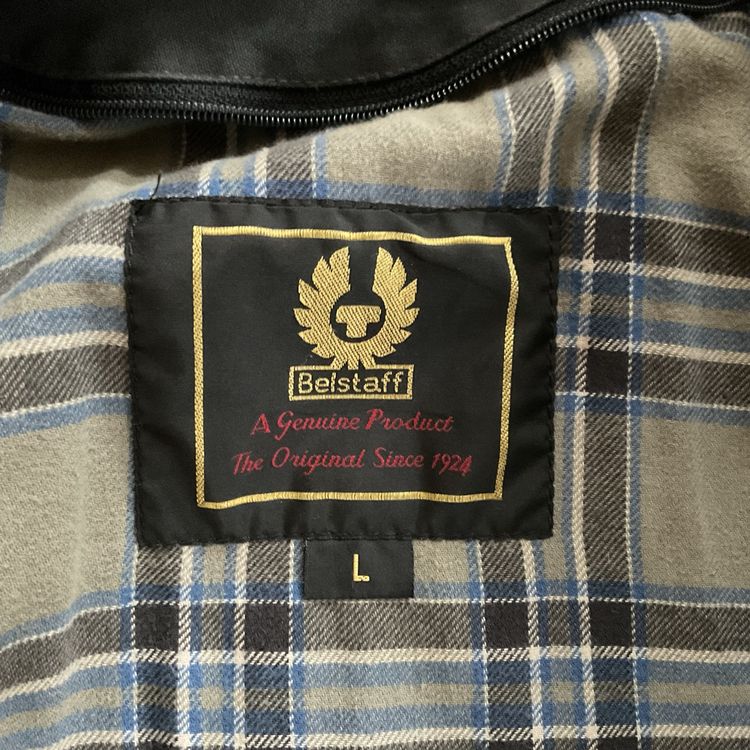 Belstaff
A Genuine Product
The Original Since 1924
L